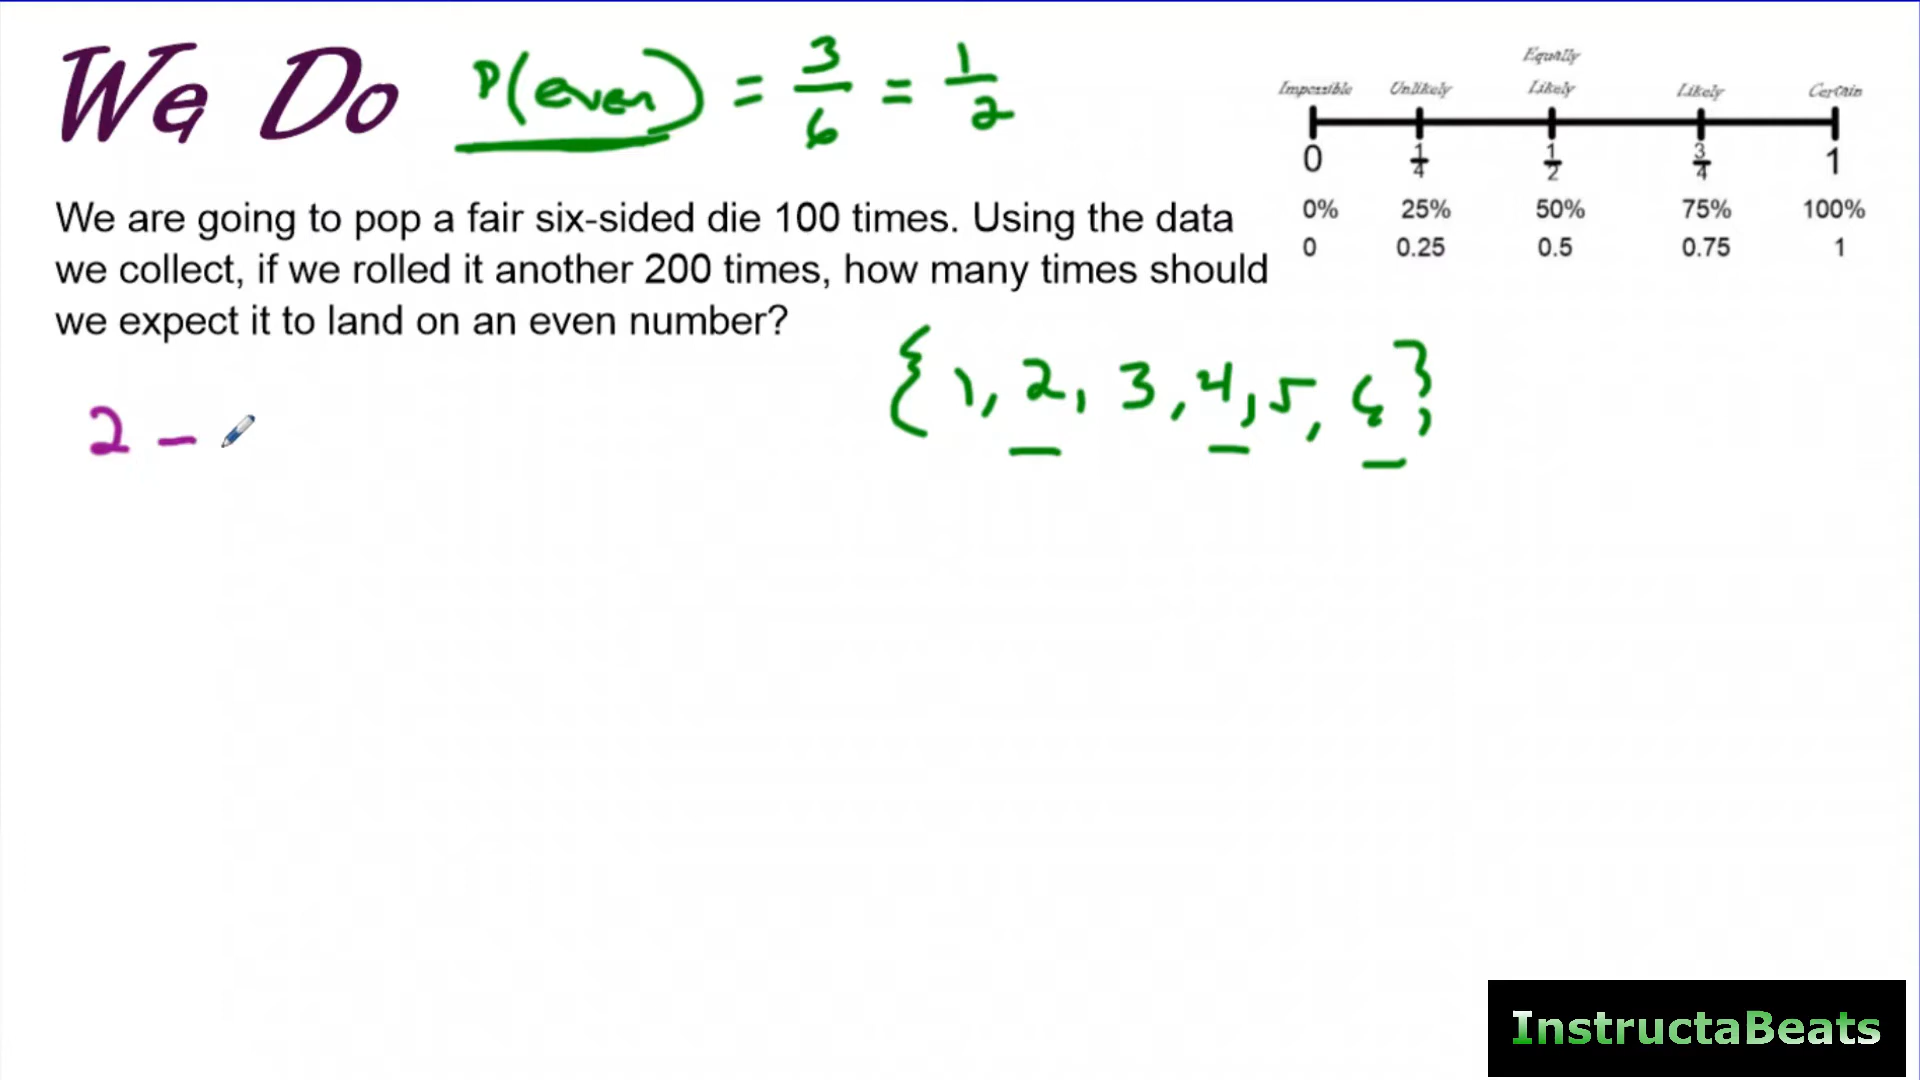 We Do P(even) = 3/6 = 1/2
Equally
Impossible Unlikely Likely Likely Certain
0 1/4 1/2 3/4 1
0% 25% 50% 75% 100%
0 0.25 0.5 0.75 1
We are going to pop a fair six-sided die 100 times. Using the data
we collect, if we rolled it another 200 times, how many times should
we expect it to land on an even number?
{1, 2, 3, 4, 5, 6}
2 –
InstructaBeats